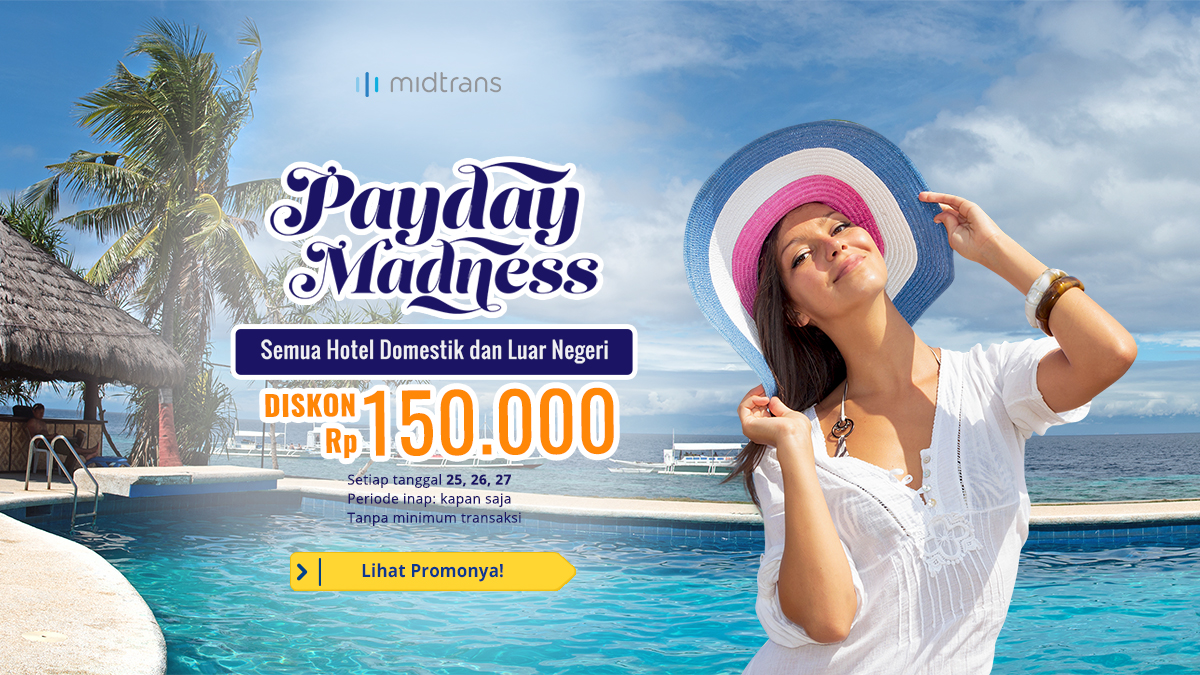 midtrans
Payday
Madness
Semua Hotel Domestik dan Luar Negeri
DISKON
Rp 150.000
Setiap tanggal 25, 26, 27
Periode inap: kapan saja
Tanpa minimum transaksi
Lihat Promonya!